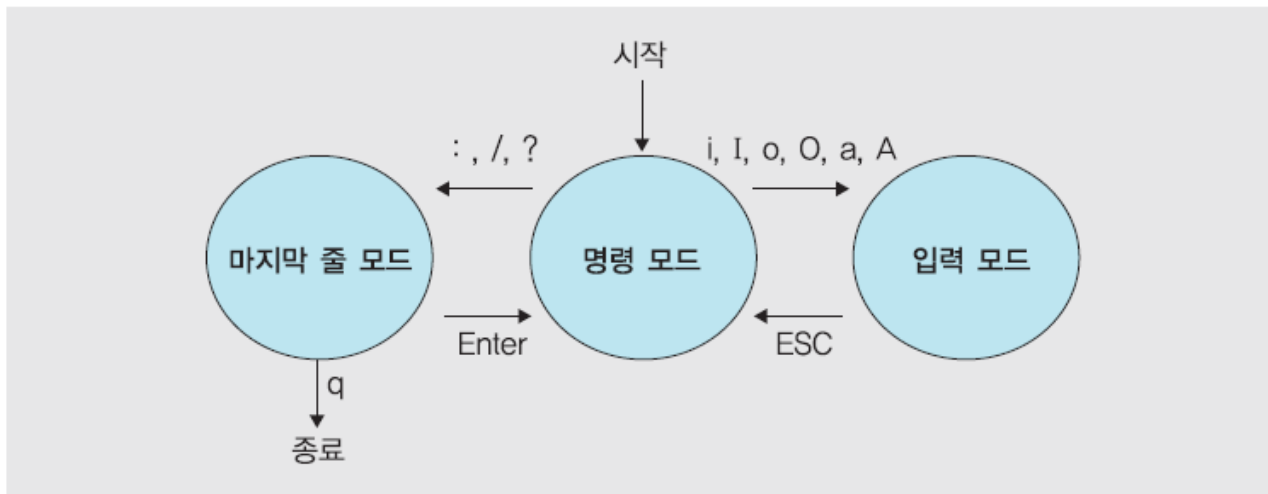 시작
: , /, ?
i, I, o, O, a, A
마지막 줄 모드
명령 모드
입력 모드
Enter
ESC
q
종료